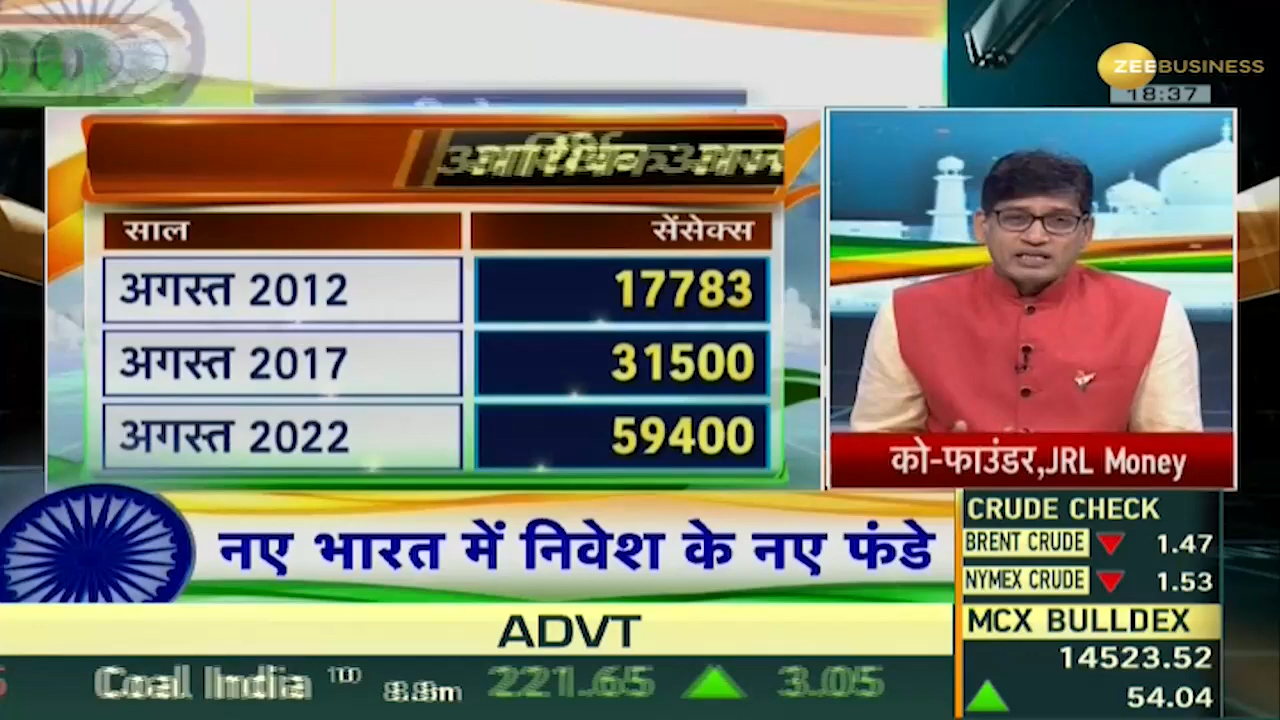 ZEEBUSINESS
18:37
साल सेंसेक्स
अगस्त 2012 17783
अगस्त 2017 31500
अगस्त 2022 59400
को-फाउंडर,JRL Money
नए भारत में निवेश के नए फंडे
CRUDE CHECK
BRENT CRUDE 1.47
NYMEX CRUDE 1.53
MCX BULLDEX
14523.52
54.04
ADVT
Coal India 221.65 3.05